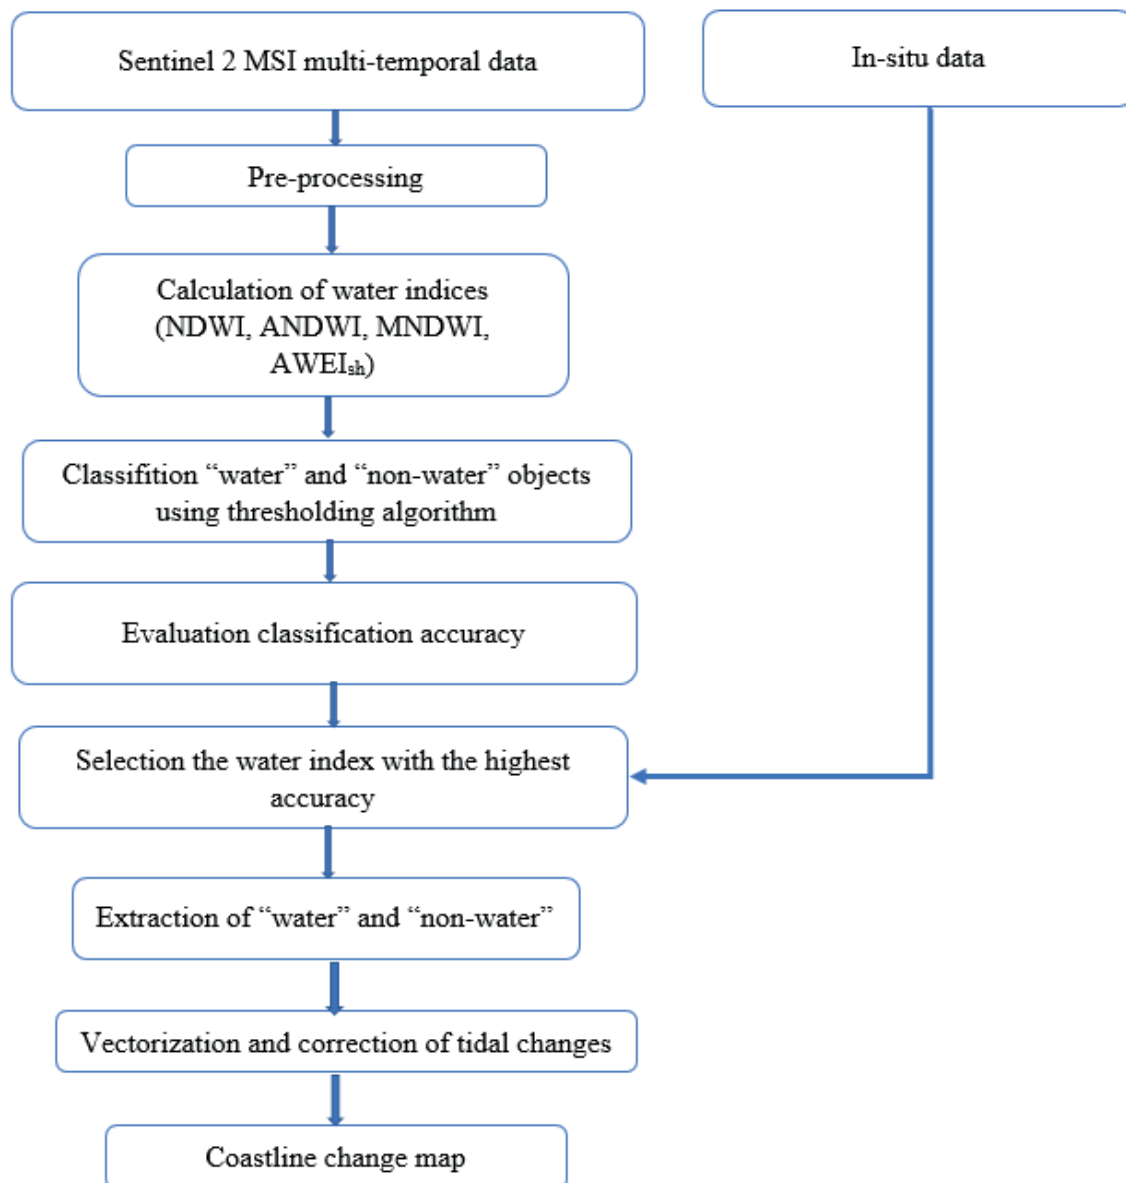 Sentinel 2 MSI multi-temporal data
In-situ data
Pre-processing
Calculation of water indices
(NDWI, ANDWI, MNDWI,
AWEIsh)
Classifition “water” and “non-water” objects
using thresholding algorithm
Evaluation classification accuracy
Selection the water index with the highest
accuracy
Extraction of “water” and “non-water”
Vectorization and correction of tidal changes
Coastline change map